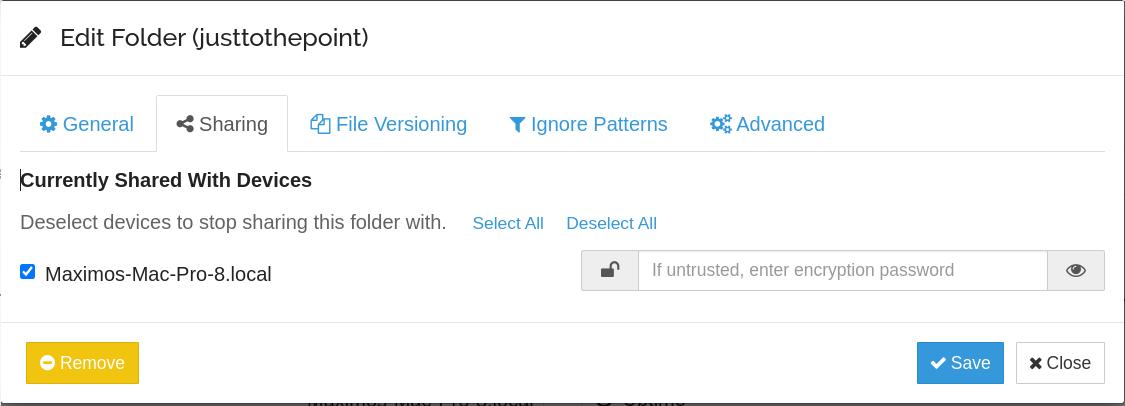 Edit Folder (justtothepoint)
General Sharing File Versioning Ignore Patterns Advanced
Currently Shared With Devices
Deselect devices to stop sharing this folder with. Select All Deselect All
Maximos-Mac-Pro-8.local If untrusted, enter encryption password
Remove Save Close